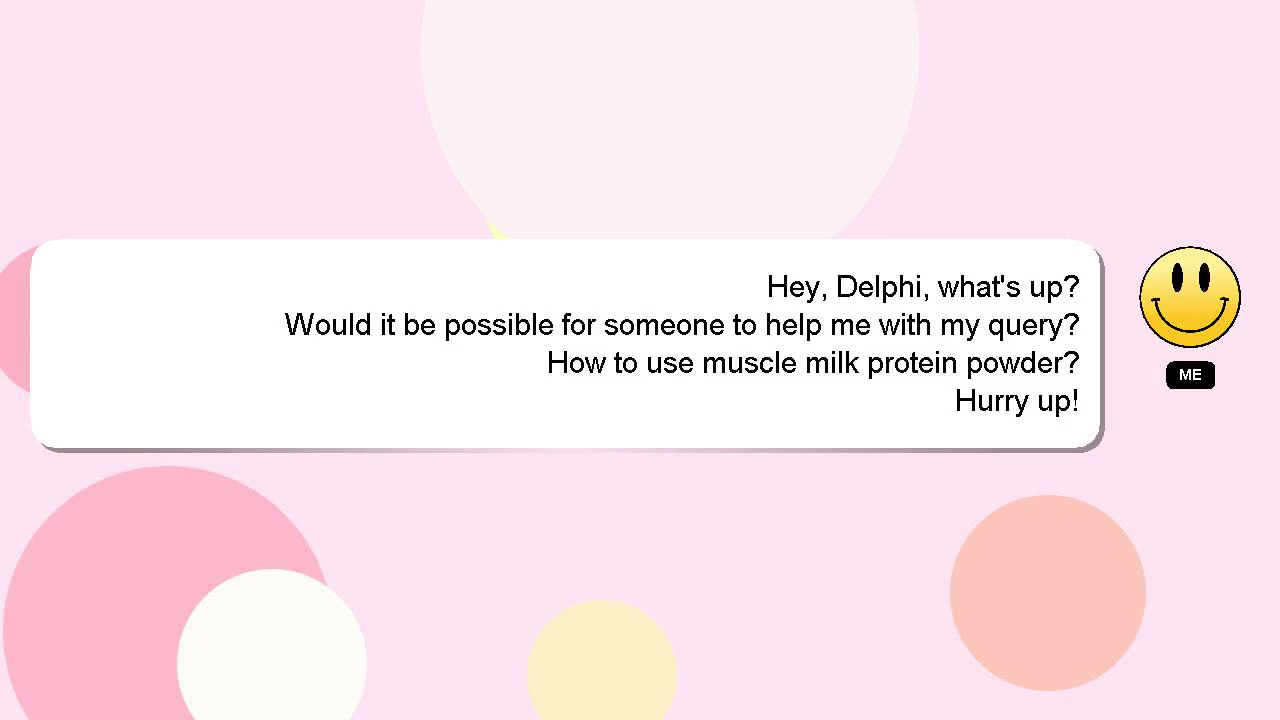 Hey, Delphi, what's up?
Would it be possible for someone to help me with my query?
How to use muscle milk protein powder?
Hurry up!
ME